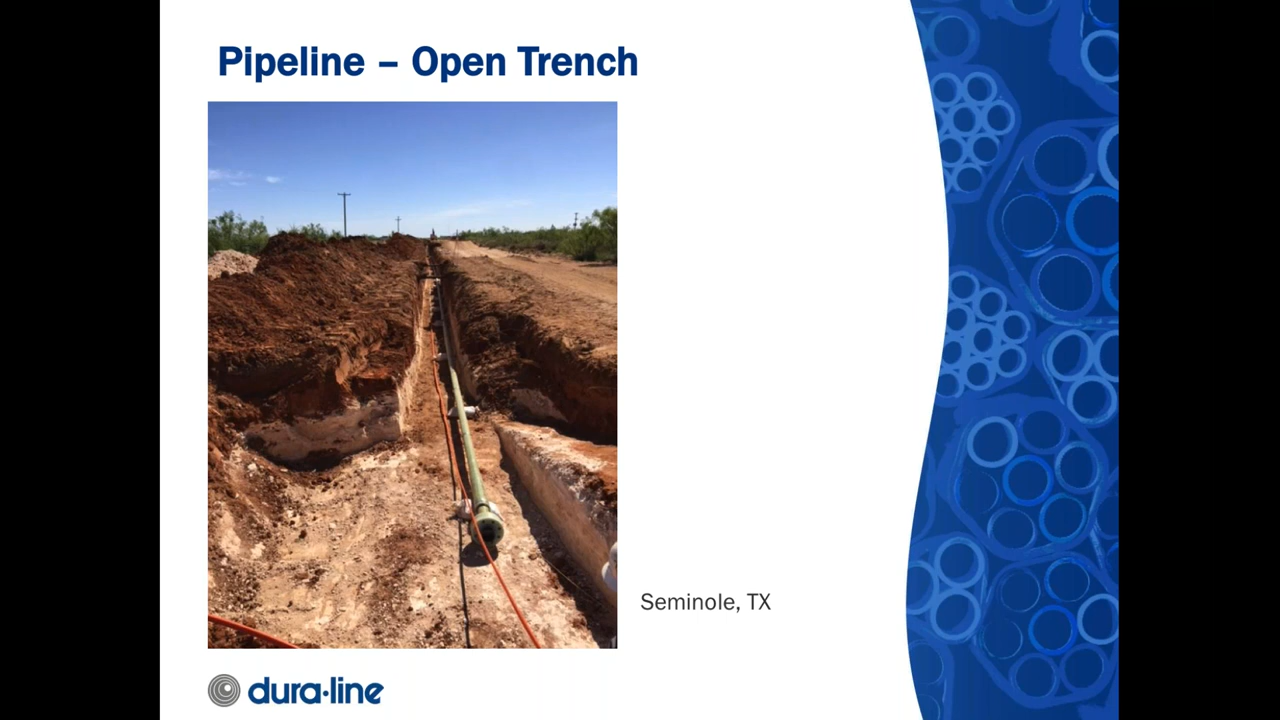 Pipeline – Open Trench
Seminole, TX
dura·line